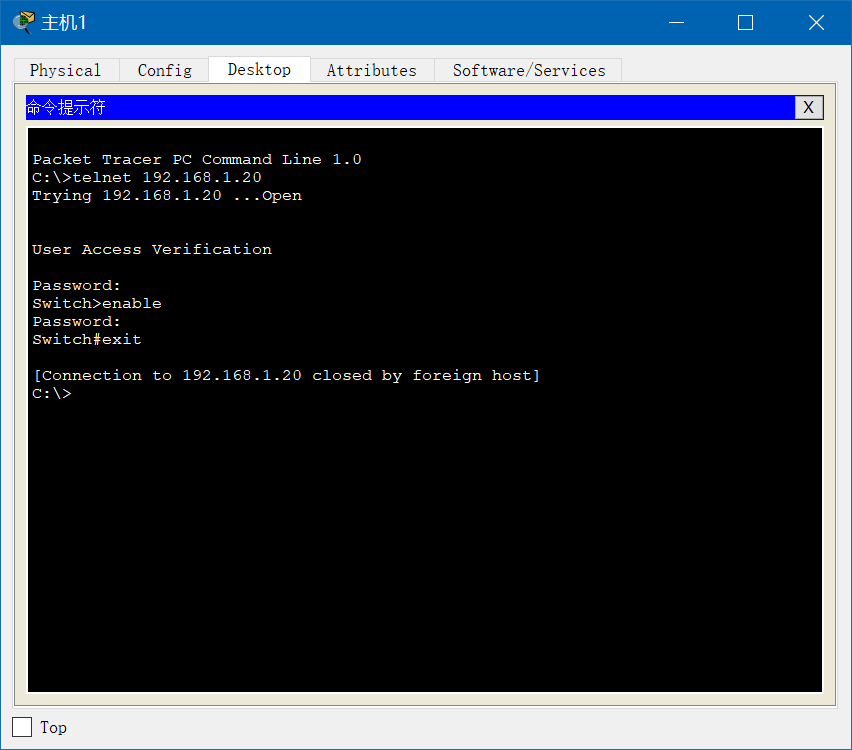 主机1
Physical Config Desktop Attributes Software/Services
命令提示符 X
Packet Tracer PC Command Line 1.0
C:\>telnet 192.168.1.20
Trying 192.168.1.20 ...Open
User Access Verification
Password:
Switch>enable
Password:
Switch#exit
[Connection to 192.168.1.20 closed by foreign host]
C:\>
Top